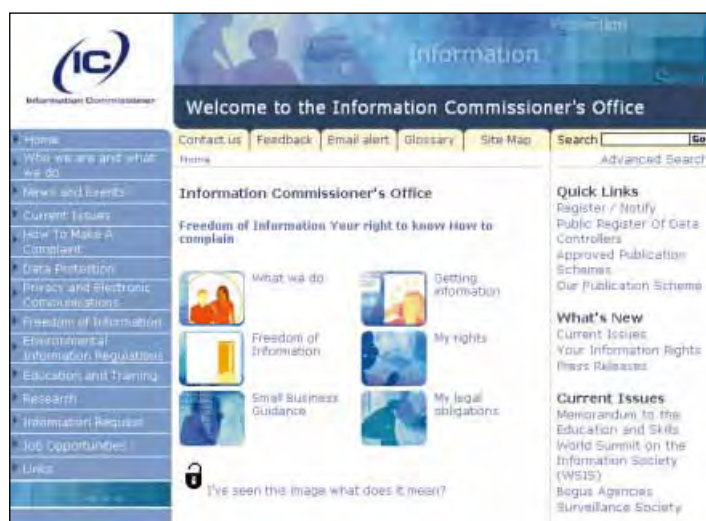 Protection
Information
(IC)
Information Commissioner
Welcome to the Information Commissioner's Office
Contact us
Feedback
Email alert
Glossary
Site Map
Search
Go
Home
Advanced Search
Home
Who we are and what
we do
News and Events
Current Issues
How To Make A
Complaint
Data Protection
Privacy and Electronic
Communications
Freedom of Information
Environmental
Information Regulations
Education and Training
Research
Information Request
Job Opportunities
Links
Information Commissioner's Office
Freedom of Information Your right to know How to
complain
What we do
Getting
information
Freedom of
Information
My rights
Small Business
Guidance
My legal
obligations
I've seen this image what does it mean?
Quick Links
Register / Notify
Public Register Of Data
Controllers
Approved Publication
Schemes
Our Publication Scheme
What's New
Current Issues
Your Information Rights
Press Releases
Current Issues
Memorandum to the
Education and Skills
World Summit on the
Information Society
(WSIS)
Bogus Agencies
Surveillance Society